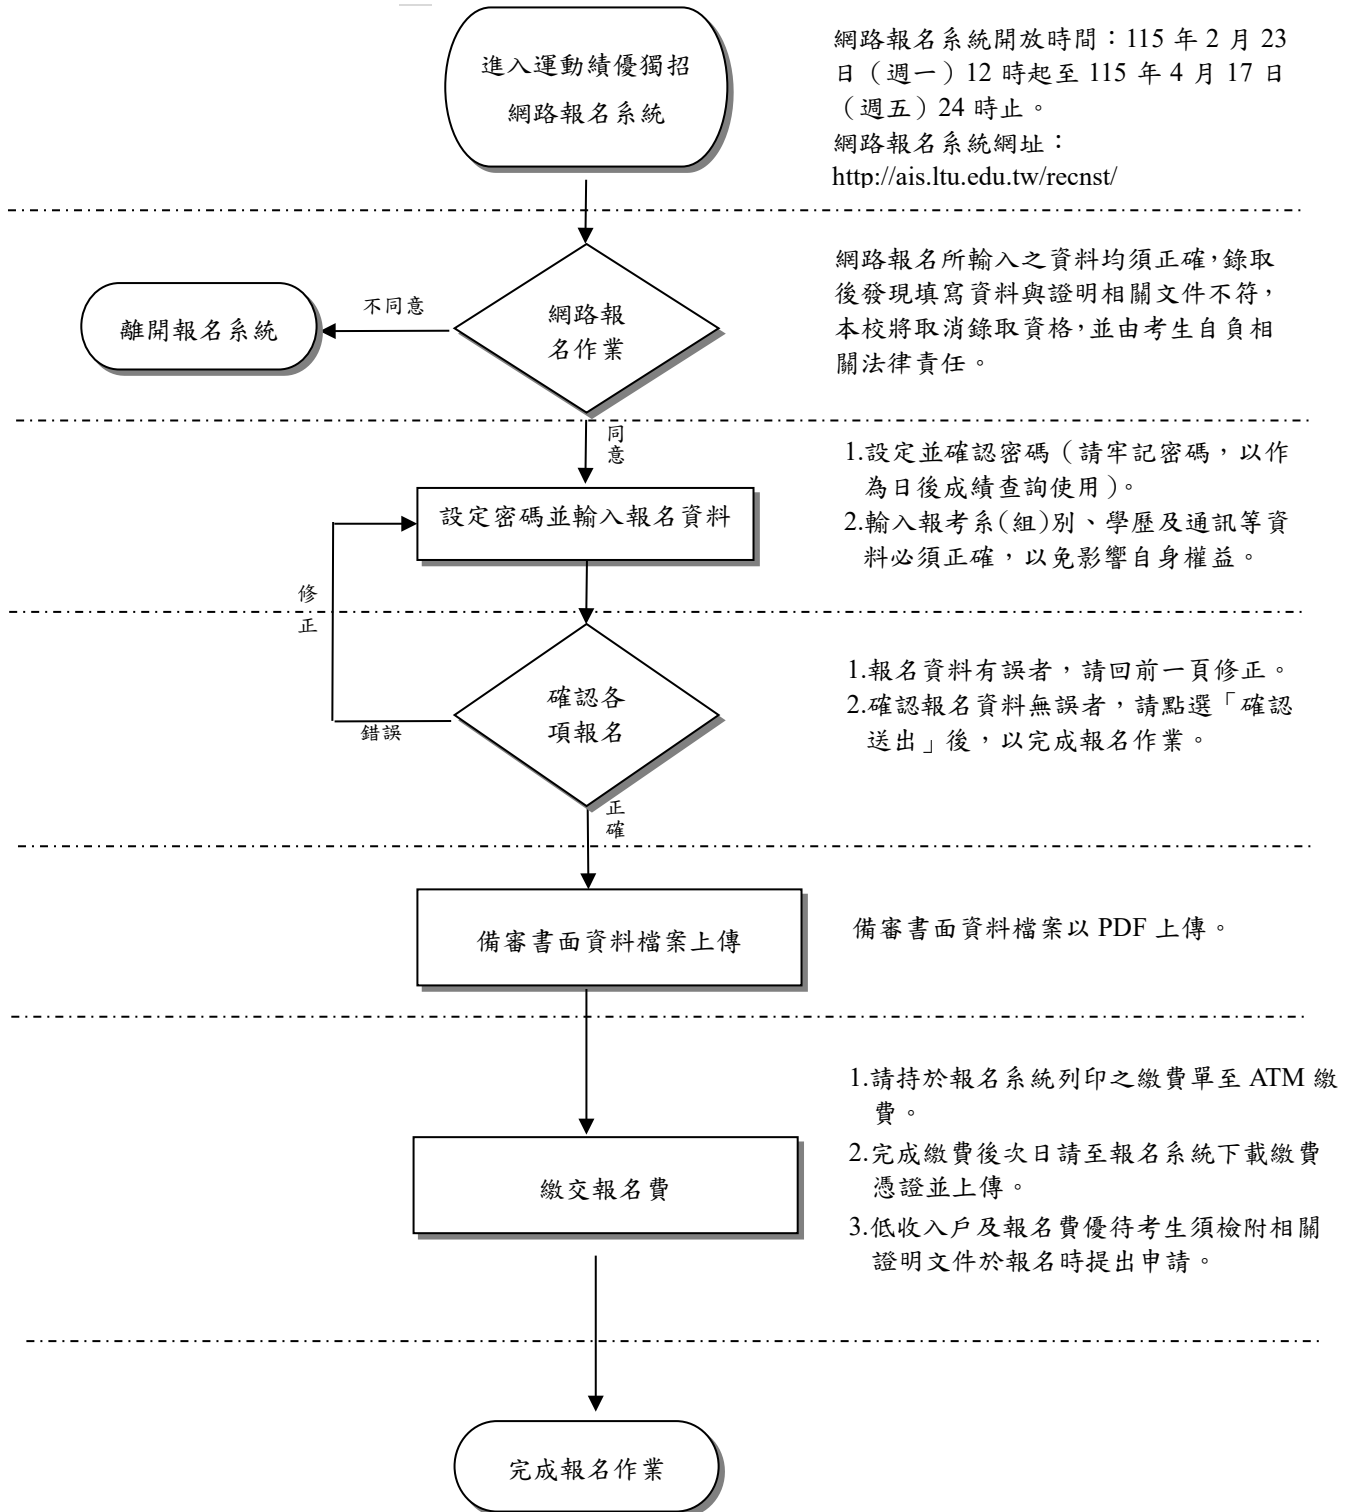 進入運動績優獨招
網路報名系統
網路報名系統開放時間：115 年 2 月 23
日（週一）12 時起至 115 年 4 月 17 日
（週五）24 時止。
網路報名系統網址：
http://ais.ltu.edu.tw/recnst/
離開報名系統
不同意
網路報
名作業
網路報名所輸入之資料均須正確，錄取
後發現填寫資料與證明相關文件不符，
本校將取消錄取資格，並由考生自負相
關法律責任。
同
意
設定密碼並輸入報名資料
1.設定並確認密碼（請牢記密碼，以作
為日後成績查詢使用）。
2.輸入報考系(組)別、學歷及通訊等資
料必須正確，以免影響自身權益。
修
正
確認各
項報名
錯誤
1.報名資料有誤者，請回前一頁修正。
2.確認報名資料無誤者，請點選「確認
送出」後，以完成報名作業。
正
確
備審書面資料檔案上傳
備審書面資料檔案以 PDF 上傳。
繳交報名費
1.請持於報名系統列印之繳費單至 ATM 繳
費。
2.完成繳費後次日請至報名系統下載繳費
憑證並上傳。
3.低收入戶及報名費優待考生須檢附相關
證明文件於報名時提出申請。
完成報名作業